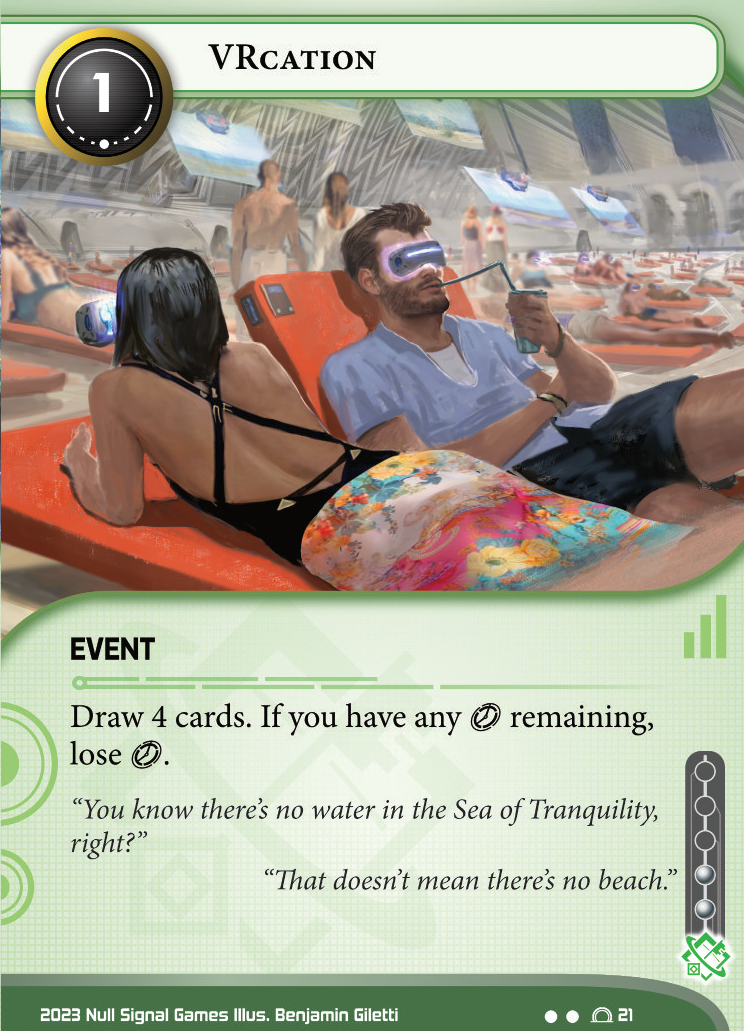 1
VRcation
EVENT
Draw 4 cards. If you have any remaining,
lose .
“You know there’s no water in the Sea of Tranquility,
right?”
“That doesn’t mean there’s no beach.”
2023 Null Signal Games Illus. Benjamin Giletti
21